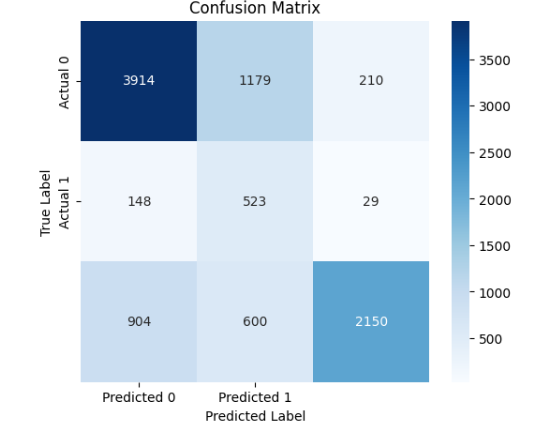 Confusion Matrix
Actual 0
3914 1179 210
True Label
Actual 1
148 523 29
904 600 2150
Predicted 0 Predicted 1
Predicted Label
3500
3000
2500
2000
1500
1000
500